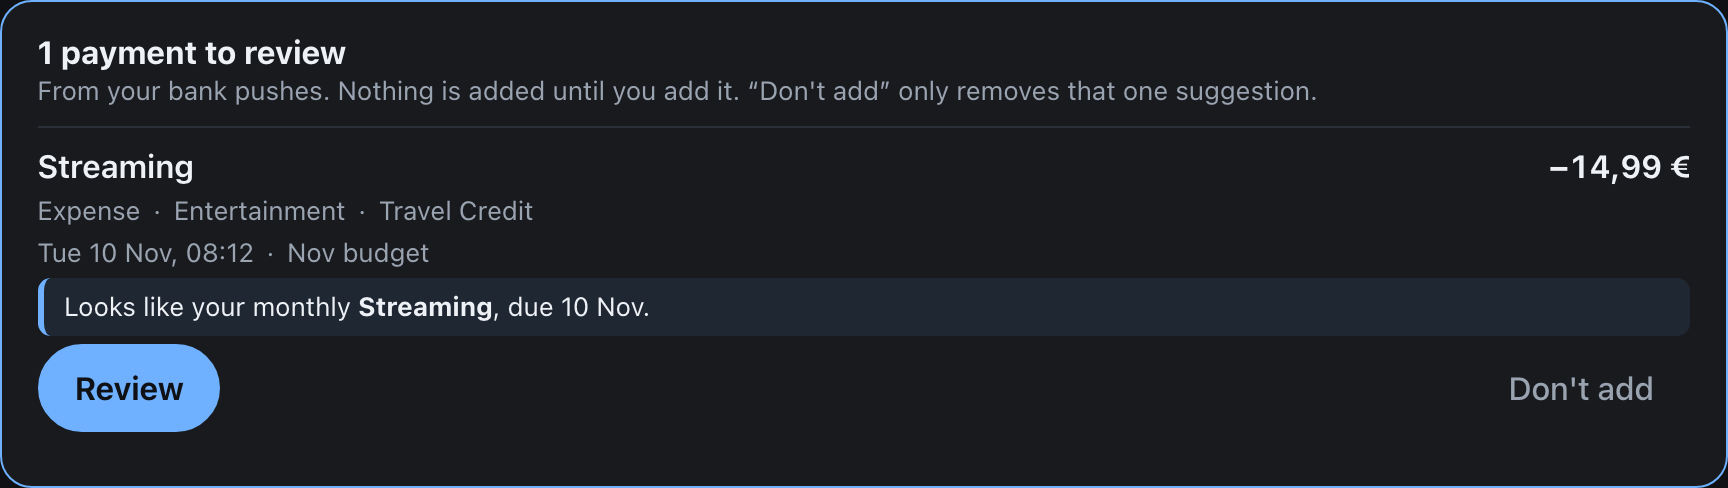 1 payment to review
From your bank pushes. Nothing is added until you add it. “Don't add” only removes that one suggestion.
Streaming −14,99 €
Expense · Entertainment · Travel Credit
Tue 10 Nov, 08:12 · Nov budget
Looks like your monthly Streaming, due 10 Nov.
Review Don't add